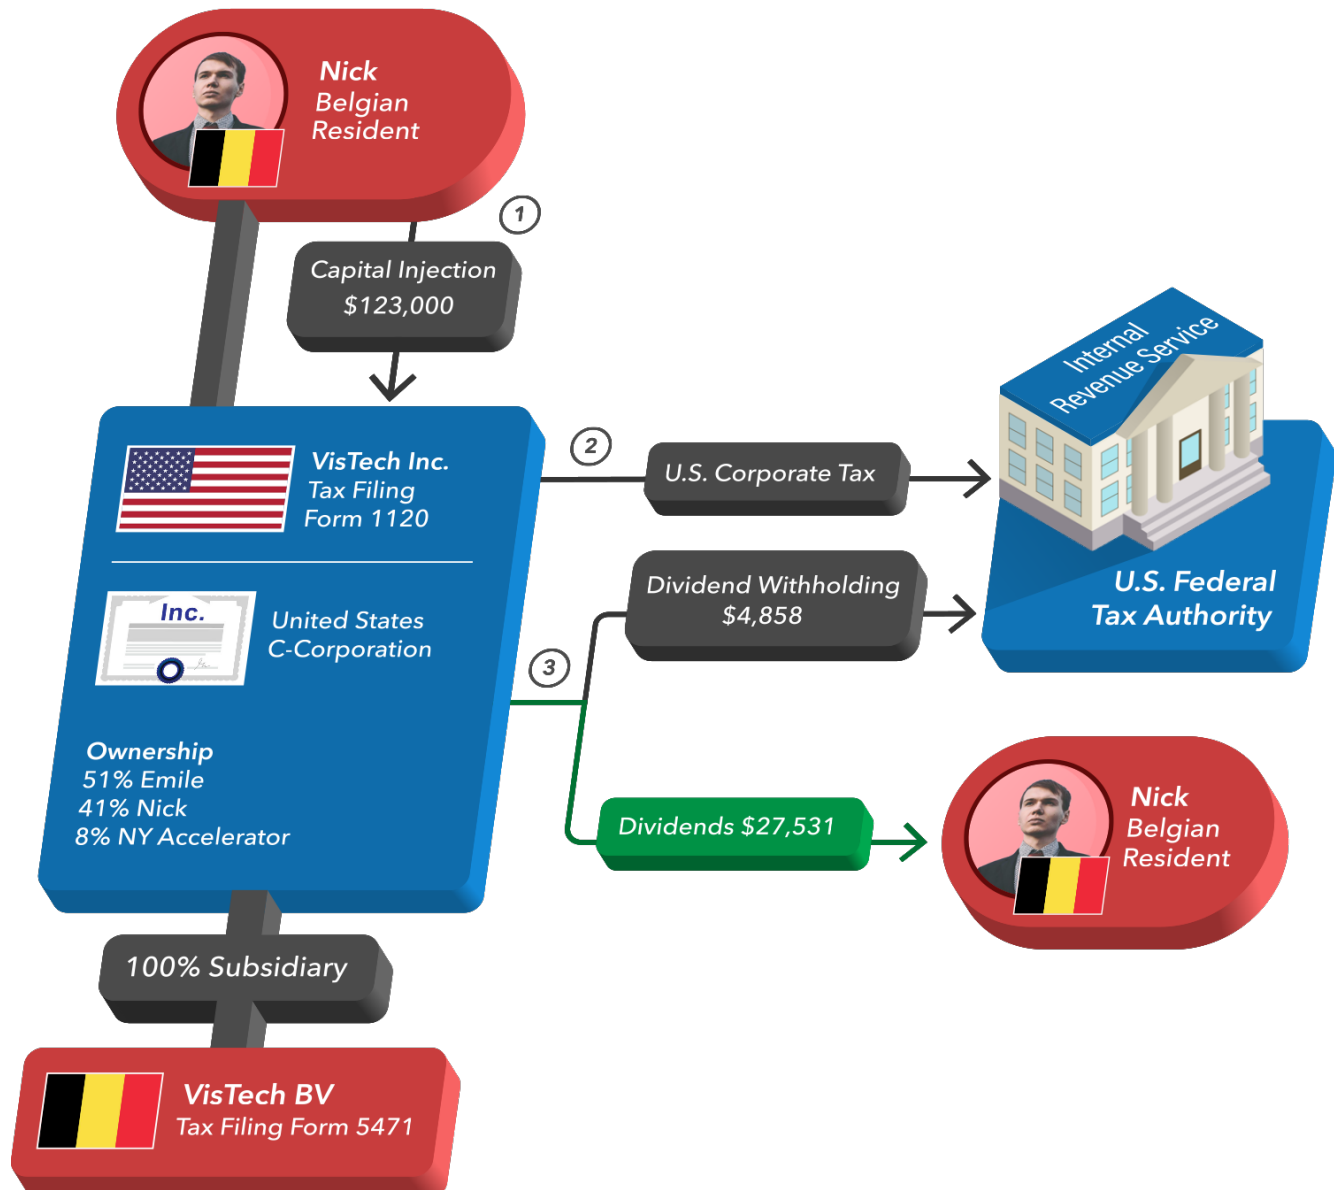 Nick
Belgian
Resident
1
Capital Injection
$123,000
VisTech Inc.
Tax Filing
Form 1120
Inc.
United States
C-Corporation
Ownership
51% Emile
41% Nick
8% NY Accelerator
2
U.S. Corporate Tax
Internal
Revenue Service
U.S. Federal
Tax Authority
Dividend Withholding
$4,858
3
Dividends $27,531
Nick
Belgian
Resident
100% Subsidiary
VisTech BV
Tax Filing Form 5471